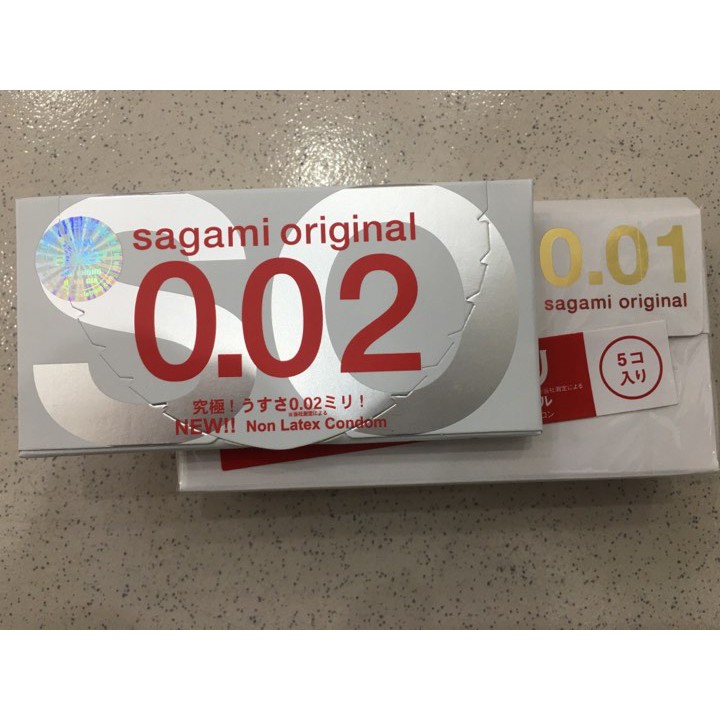 sagami original
0.02
究極！うすさ0.02ミリ！
NEW!! Non Latex Condom
0.01
sagami original
5コ
入り